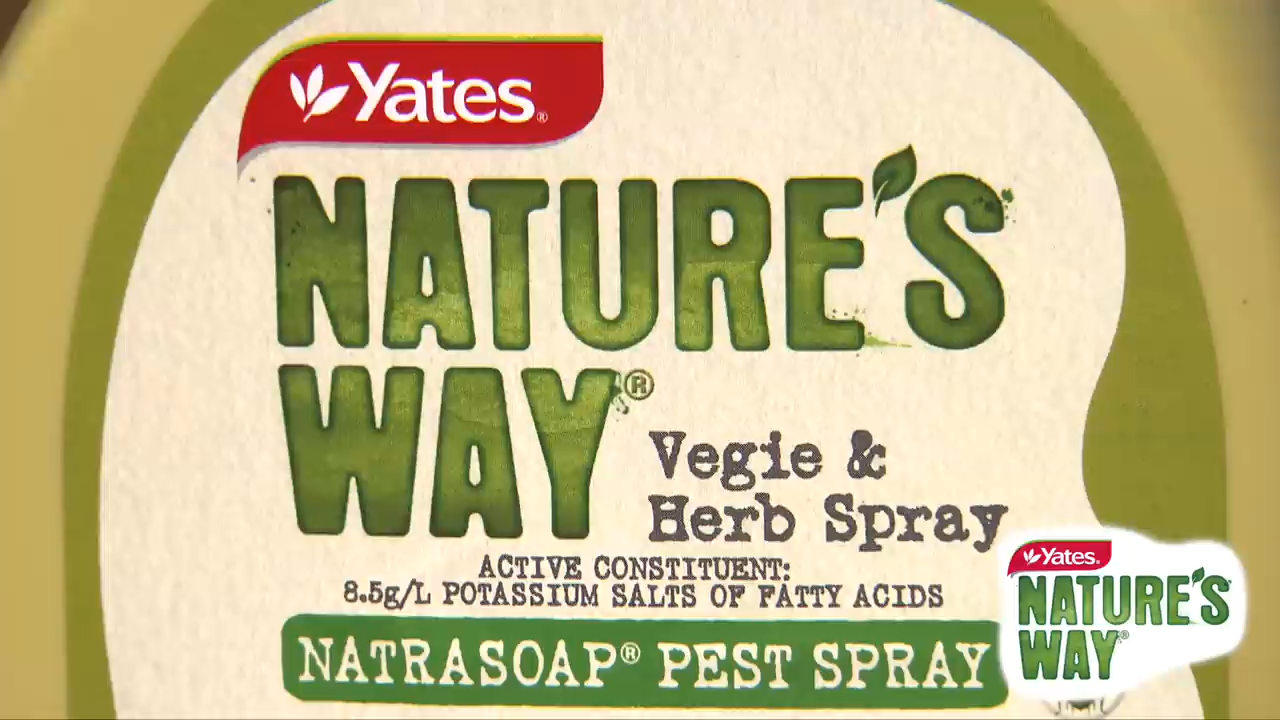 Yates®
NATURE'S
WAY®
Vegie &
Herb Spray
ACTIVE CONSTITUENT:
8.5g/L POTASSIUM SALTS OF FATTY ACIDS
NATRASOAP® PEST SPRAY
Yates®
NATURE'S
WAY®